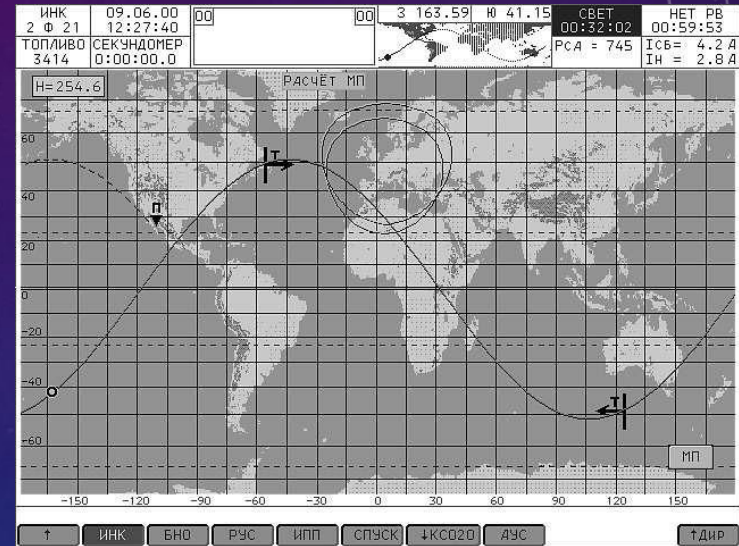 ИНК 09.06.00 00 00 З 163.59 Ю 41.15 СВЕТ НЕТ РВ
2 Ф 21 12:27:40 00:32:02 00:59:53
ТОПЛИВО СЕКУНДОМЕР РСА = 745 IСБ= 4.2А
3414 0:00:00.0 IН = 2.8А
Н=254.6 РАСЧЁТ МП
60
Т
40
П
20
0
-20
-40
Т
О
-60
МП
-150 -120 -90 -60 -30 0 30 60 90 120 150
↑ ИНК БНО РУС ИПП СПУСК ↓КСО20 АУС ↑ДИР